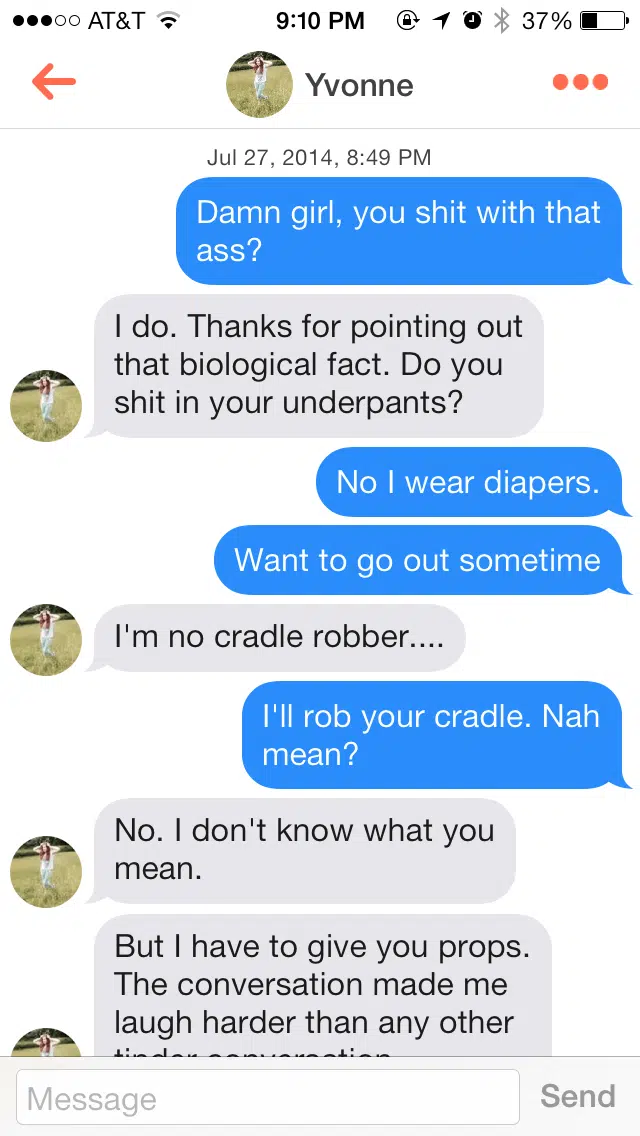 AT&T 9:10 PM 37%
Yvonne
Jul 27, 2014, 8:49 PM
Damn girl, you shit with that
ass?
I do. Thanks for pointing out
that biological fact. Do you
shit in your underpants?
No I wear diapers.
Want to go out sometime
I'm no cradle robber....
I'll rob your cradle. Nah
mean?
No. I don't know what you
mean.
But I have to give you props.
The conversation made me
laugh harder than any other
tinder conversation
Message Send